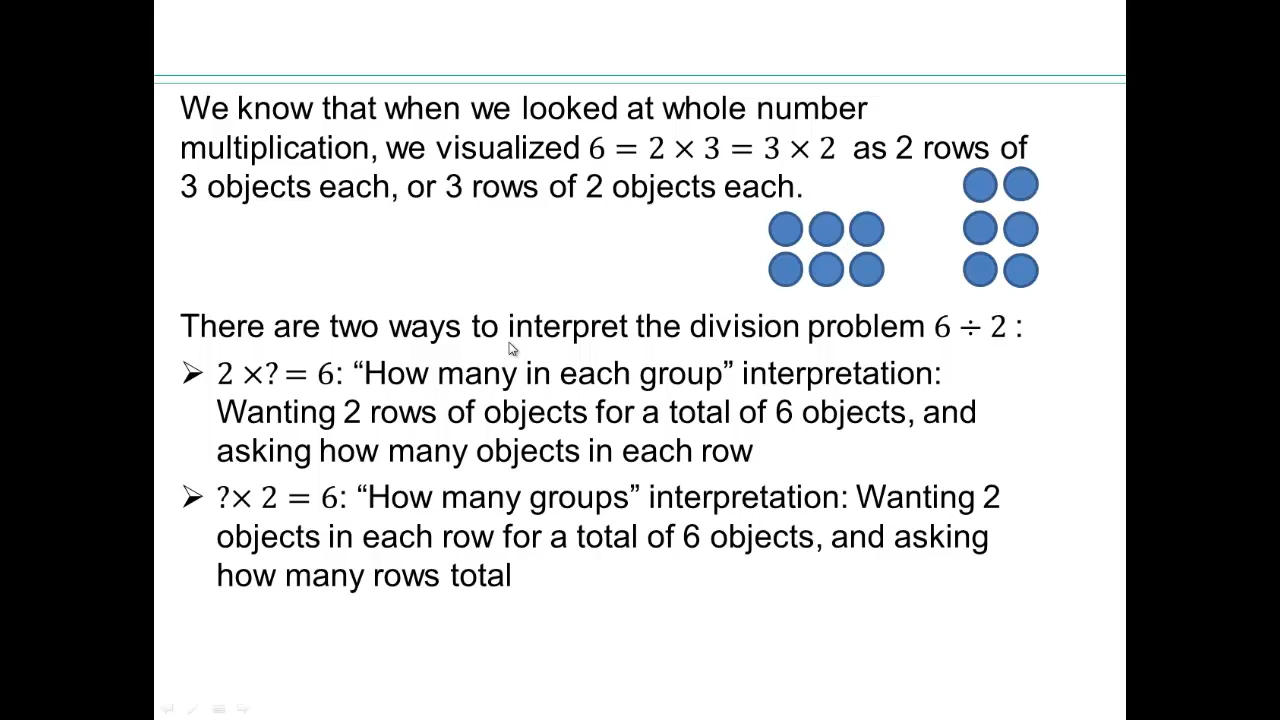 We know that when we looked at whole number
multiplication, we visualized 6 = 2 × 3 = 3 × 2 as 2 rows of
3 objects each, or 3 rows of 2 objects each.
There are two ways to interpret the division problem 6 ÷ 2 :
➢ 2 ×? = 6: “How many in each group” interpretation:
Wanting 2 rows of objects for a total of 6 objects, and
asking how many objects in each row
➢ ?× 2 = 6: “How many groups” interpretation: Wanting 2
objects in each row for a total of 6 objects, and asking
how many rows total